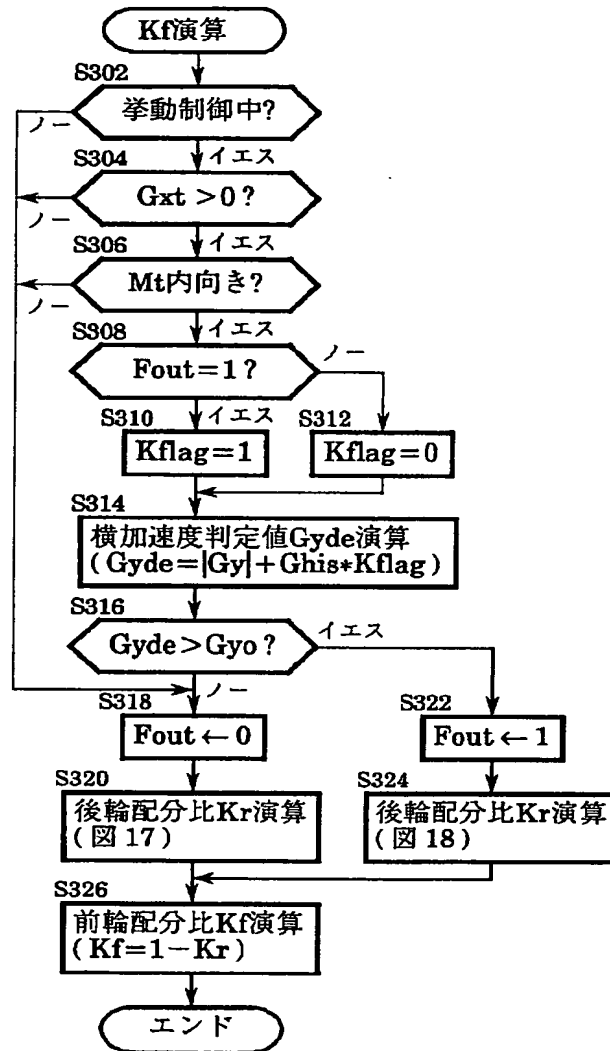 Kf演算
S302
挙動制御中?
ノー
イエス
S304
Gxt >0?
ノー
イエス
S306
Mt内向き?
ノー
イエス
S308
Fout=1?
ノー
イエス
S310
Kflag=1
S312
Kflag=0
S314
横加速度判定値Gyde演算
(Gyde=|Gy|+Ghis*Kflag)
S316
Gyde>Gyo?
イエス
ノー
S318
Fout←0
S322
Fout←1
S320
後輪配分比Kr演算
(図17)
S324
後輪配分比Kr演算
(図18)
S326
前輪配分比Kf演算
(Kf=1−Kr)
エンド